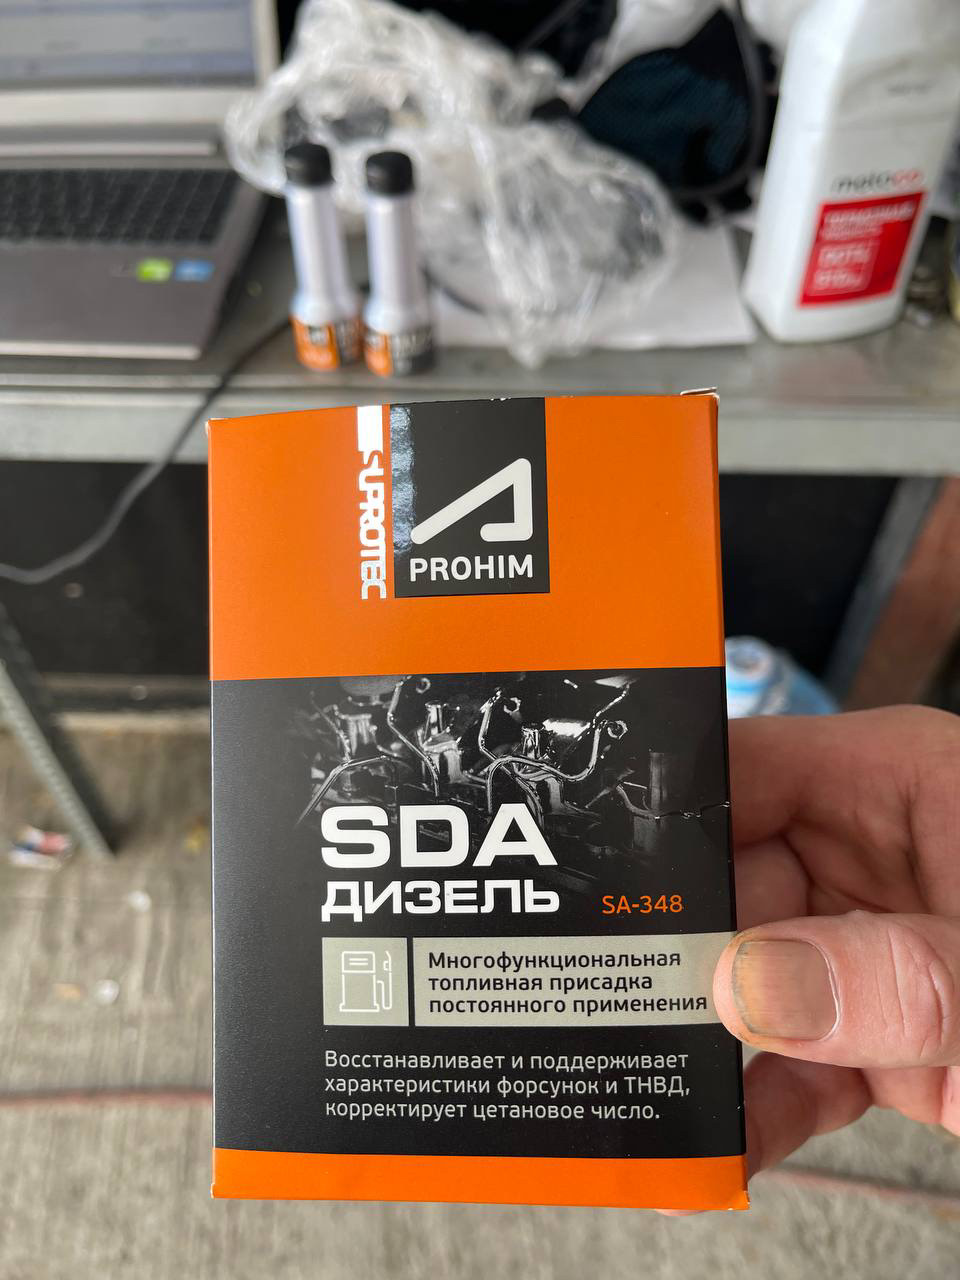 SUPROTEC
PROHIM
SDA
ДИЗЕЛЬ
SA-348
Многофункциональная
топливная присадка
постоянного применения
Восстанавливает и поддерживает
характеристики форсунок и ТНВД,
корректирует цетановое число.